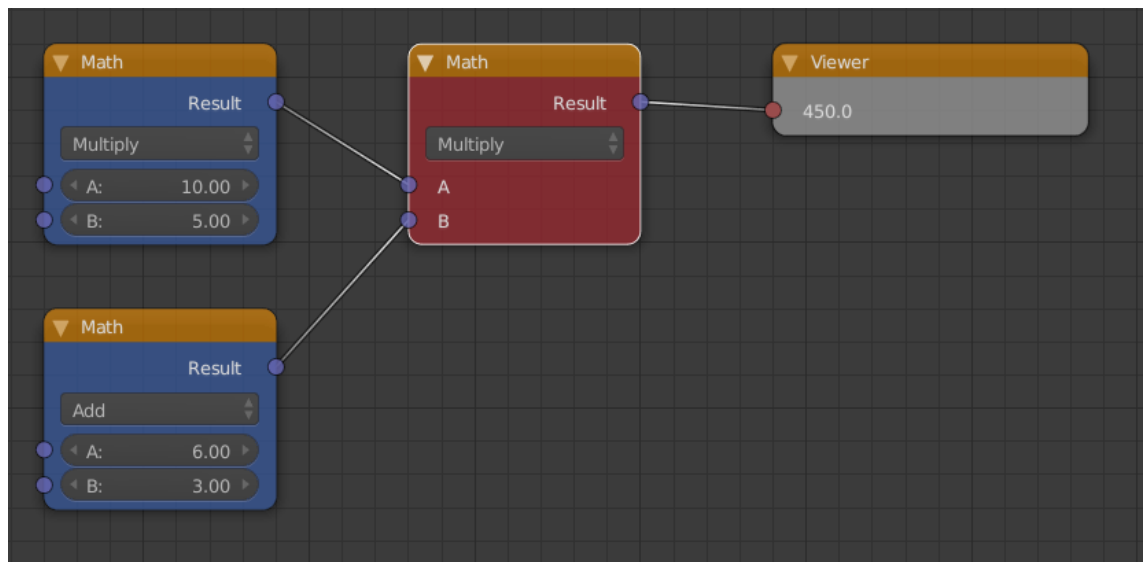 Math
Result
Multiply
A: 10.00
B: 5.00
Math
Result
Multiply
A
B
Viewer
450.0
Math
Result
Add
A: 6.00
B: 3.00